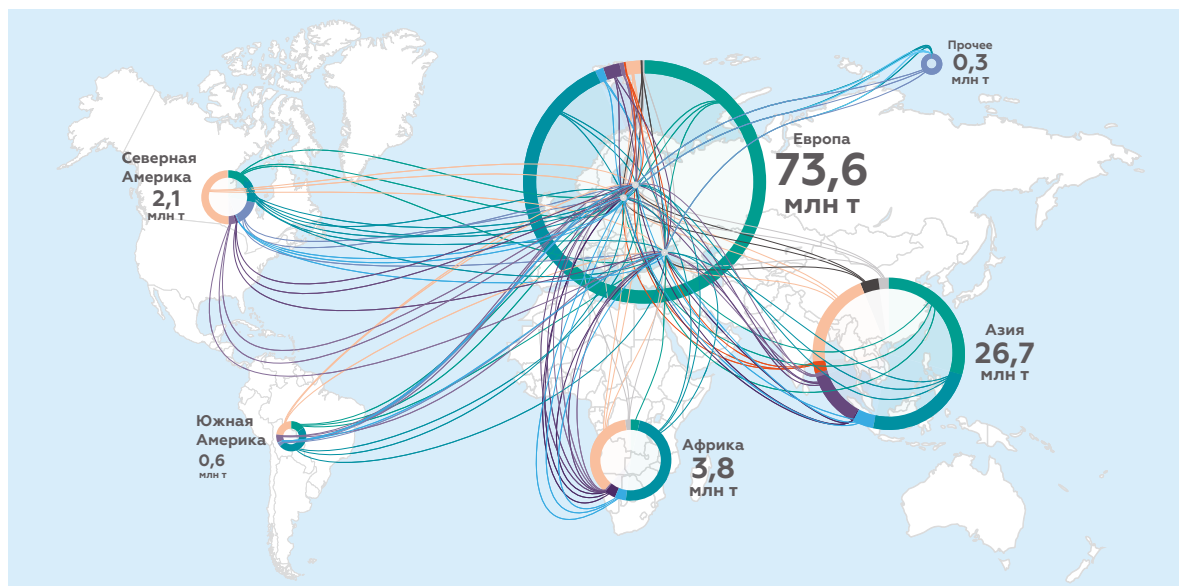 Прочее
0,3
млн т
Европа
73,6
млн т
Северная
Америка
2,1
млн т
Азия
26,7
млн т
Южная
Америка
0,6
млн т
Африка
3,8
млн т